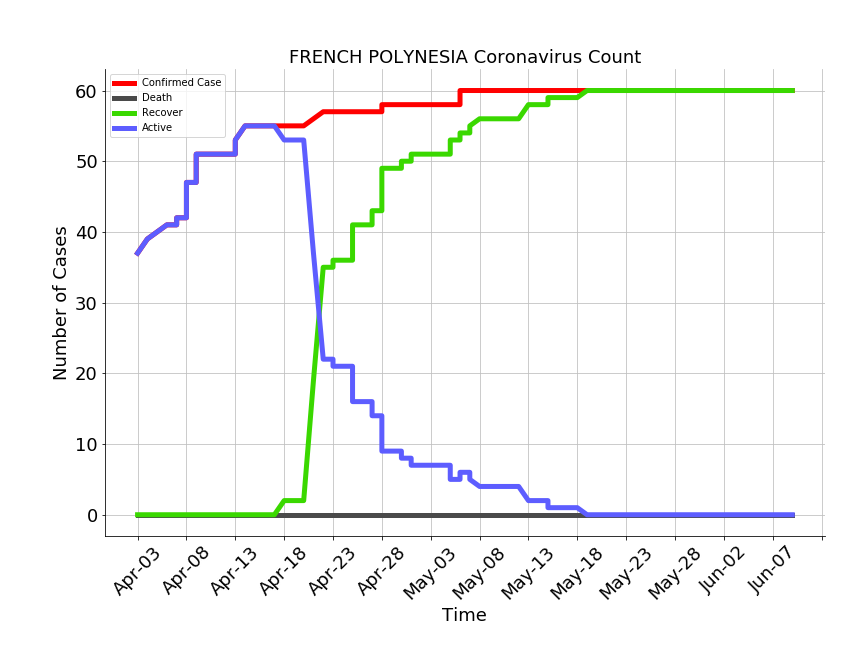 FRENCH POLYNESIA Coronavirus Count
Confirmed Case
Death
Recover
Active
60
50
40
30
20
10
0
Number of Cases
Apr-03
Apr-08
Apr-13
Apr-18
Apr-23
Apr-28
May-03
May-08
May-13
May-18
May-23
May-28
Jun-02
Jun-07
Time